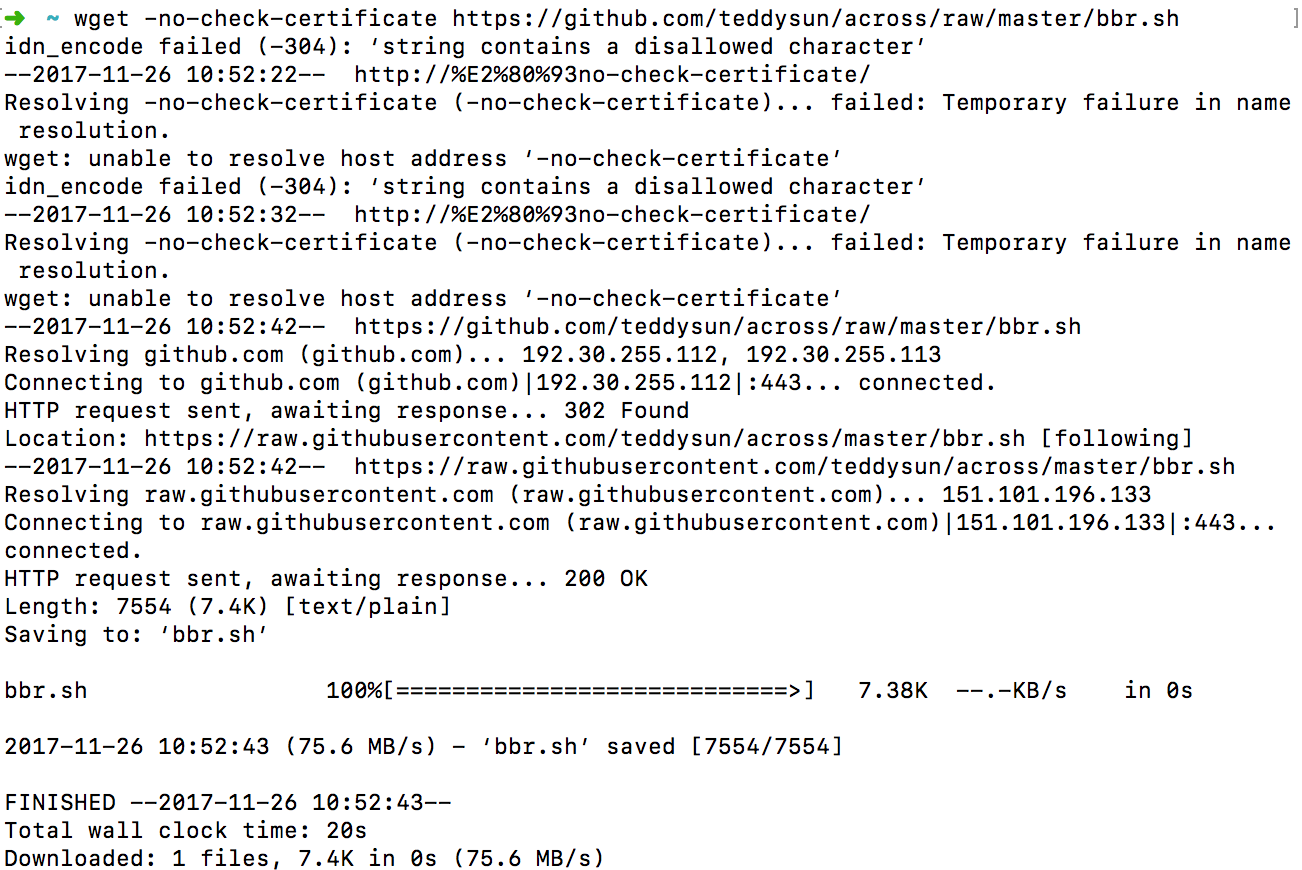 ➜ ~ wget –no-check-certificate https://github.com/teddysun/across/raw/master/bbr.sh ]
idn_encode failed (-304): ‘string contains a disallowed character’
--2017-11-26 10:52:22-- http://%E2%80%93no-check-certificate/
Resolving –no-check-certificate (–no-check-certificate)... failed: Temporary failure in name
resolution.
wget: unable to resolve host address ‘–no-check-certificate’
idn_encode failed (-304): ‘string contains a disallowed character’
--2017-11-26 10:52:32-- http://%E2%80%93no-check-certificate/
Resolving –no-check-certificate (–no-check-certificate)... failed: Temporary failure in name
resolution.
wget: unable to resolve host address ‘–no-check-certificate’
--2017-11-26 10:52:42-- https://github.com/teddysun/across/raw/master/bbr.sh
Resolving github.com (github.com)... 192.30.255.112, 192.30.255.113
Connecting to github.com (github.com)|192.30.255.112|:443... connected.
HTTP request sent, awaiting response... 302 Found
Location: https://raw.githubusercontent.com/teddysun/across/master/bbr.sh [following]
--2017-11-26 10:52:42-- https://raw.githubusercontent.com/teddysun/across/master/bbr.sh
Resolving raw.githubusercontent.com (raw.githubusercontent.com)... 151.101.196.133
Connecting to raw.githubusercontent.com (raw.githubusercontent.com)|151.101.196.133|:443...
connected.
HTTP request sent, awaiting response... 200 OK
Length: 7554 (7.4K) [text/plain]
Saving to: ‘bbr.sh’
bbr.sh 100%[============================>] 7.38K --.-KB/s in 0s
2017-11-26 10:52:43 (75.6 MB/s) - ‘bbr.sh’ saved [7554/7554]
FINISHED --2017-11-26 10:52:43--
Total wall clock time: 20s
Downloaded: 1 files, 7.4K in 0s (75.6 MB/s)